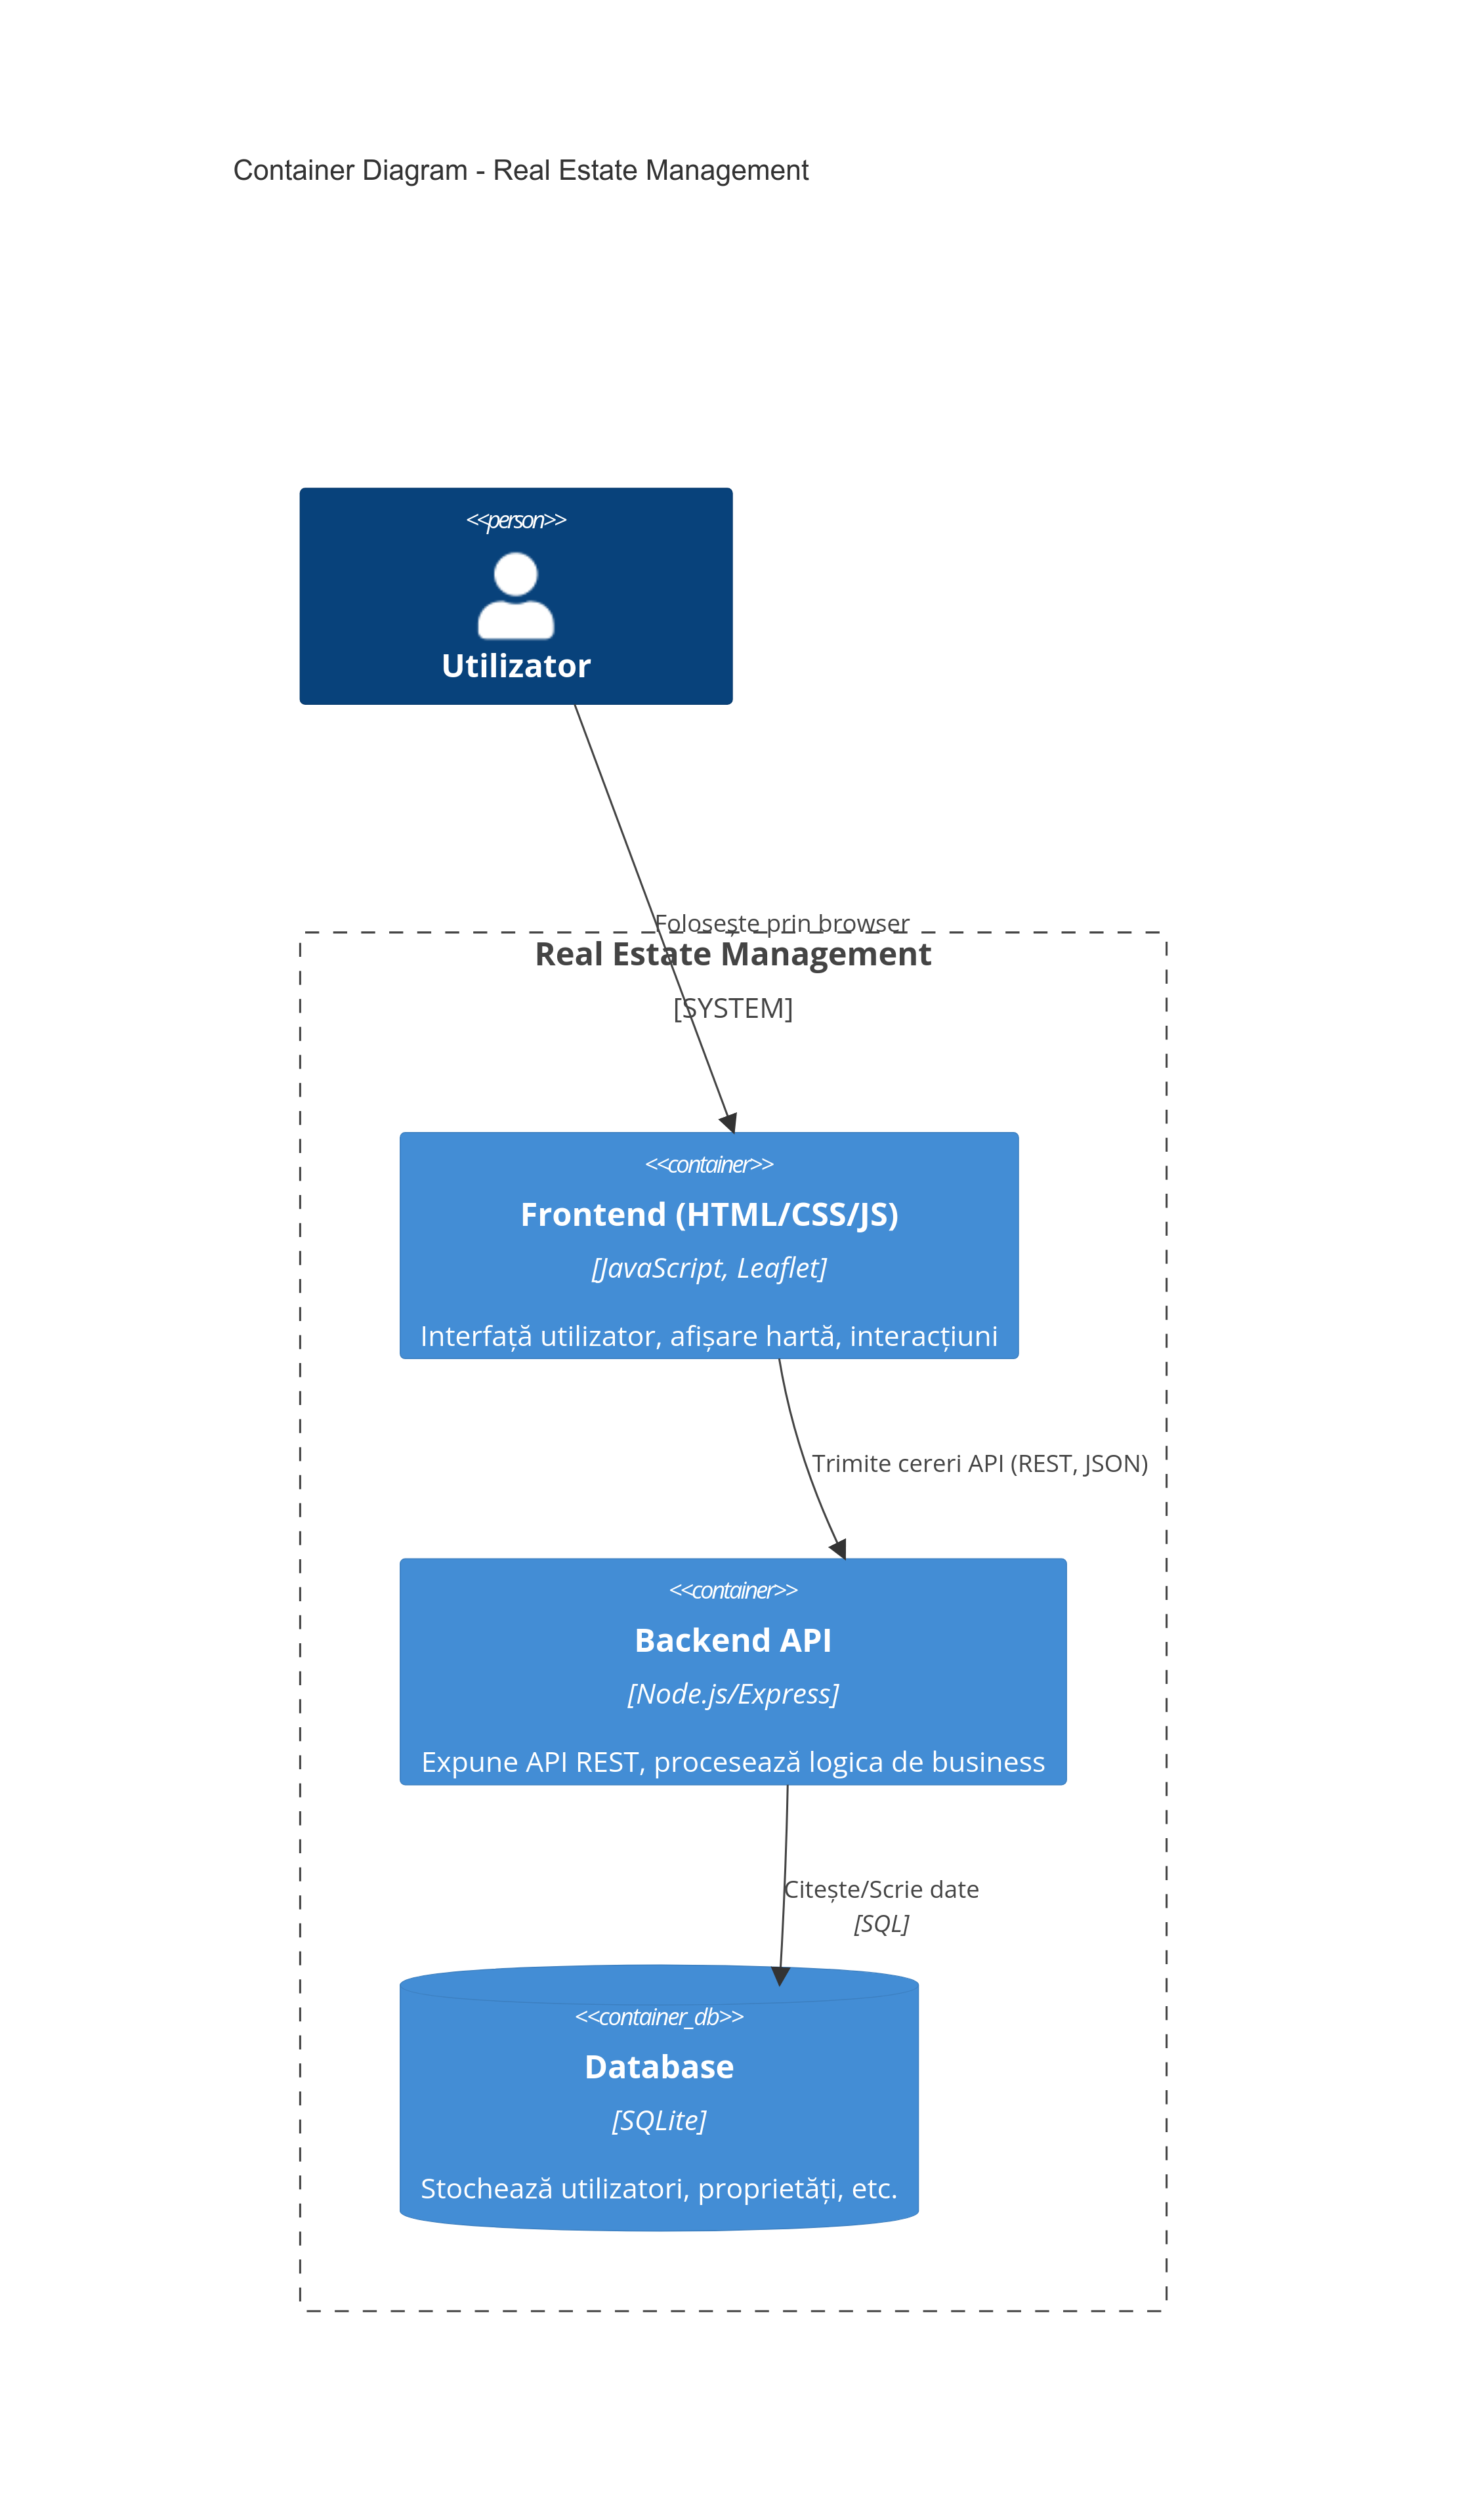 Container Diagram - Real Estate Management
<<person>>
Utilizator
Folosește prin browser
Real Estate Management
[SYSTEM]
<<container>>
Frontend (HTML/CSS/JS)
[JavaScript, Leaflet]
Interfață utilizator, afișare hartă, interacțiuni
Trimite cereri API (REST, JSON)
<<container>>
Backend API
[Node.js/Express]
Expune API REST, procesează logica de business
Citește/Scrie date
[SQL]
<<container_db>>
Database
[SQLite]
Stochează utilizatori, proprietăți, etc.